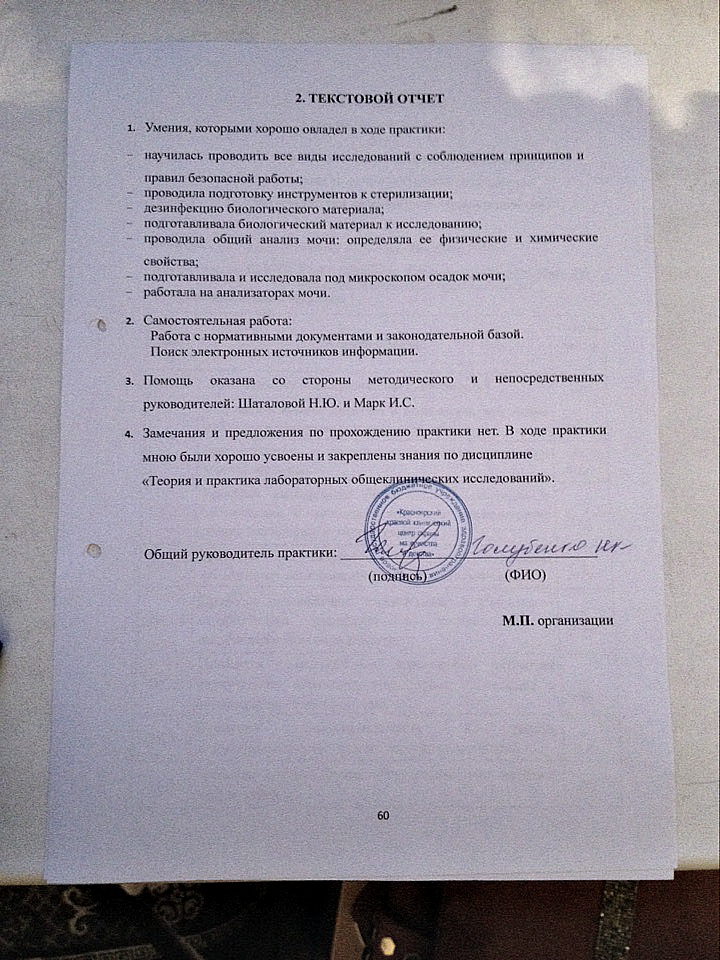 2. ТЕКСТОВОЙ ОТЧЕТ
1. Умения, которыми хорошо овладел в ходе практики:
– научилась проводить все виды исследований с соблюдением принципов и
правил безопасной работы;
– проводила подготовку инструментов к стерилизации;
– дезинфекцию биологического материала;
– подготавливала биологический материал к исследованию;
– проводила общий анализ мочи: определяла ее физические и химические
свойства;
– подготавливала и исследовала под микроскопом осадок мочи;
– работала на анализаторах мочи.
2. Самостоятельная работа:
Работа с нормативными документами и законодательной базой.
Поиск электронных источников информации.
3. Помощь оказана со стороны методического и непосредственных
руководителей: Шаталовой Н.Ю. и Марк И.С.
4. Замечания и предложения по прохождению практики нет. В ходе практики
мною были хорошо усвоены и закреплены знания по дисциплине
«Теория и практика лабораторных общеклинических исследований».
государственное бюджетное учреждение
«Красноярский
краевой клинический
центр охраны
материнства
и детства»
Общий руководитель практики: Голубенко
(подпись) (ФИО)
М.П. организации
60